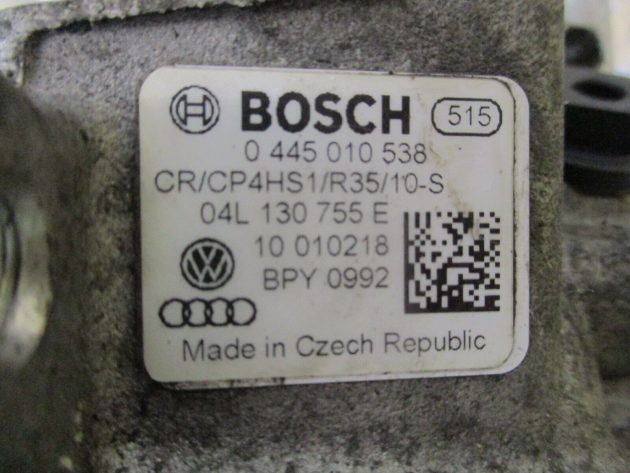 BOSCH 515
0 445 010 538
CR/CP4HS1/R35/10-S
04L 130 755 E
10 010218
BPY 0992
Made in Czech Republic